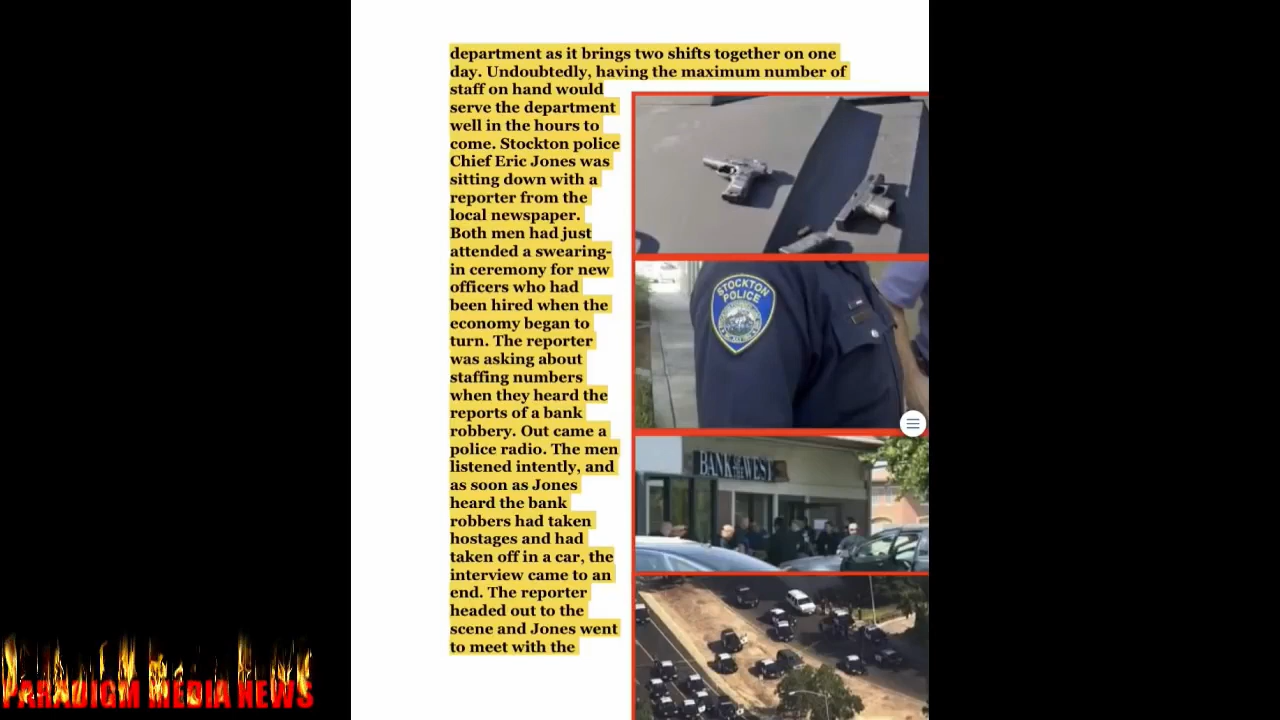 department as it brings two shifts together on one
day. Undoubtedly, having the maximum number of
staff on hand would
serve the department
well in the hours to
come. Stockton police
Chief Eric Jones was
sitting down with a
reporter from the
local newspaper.
Both men had just
attended a swearing-
in ceremony for new
officers who had
been hired when the
economy began to
turn. The reporter
was asking about
staffing numbers
when they heard the
reports of a bank
robbery. Out came a
police radio. The men
listened intently, and
as soon as Jones
heard the bank
robbers had taken
hostages and had
taken off in a car, the
interview came to an
end. The reporter
headed out to the
scene and Jones went
to meet with the
STOCKTON
POLICE
BANK OF THE WEST
PARADIGM MEDIA NEWS